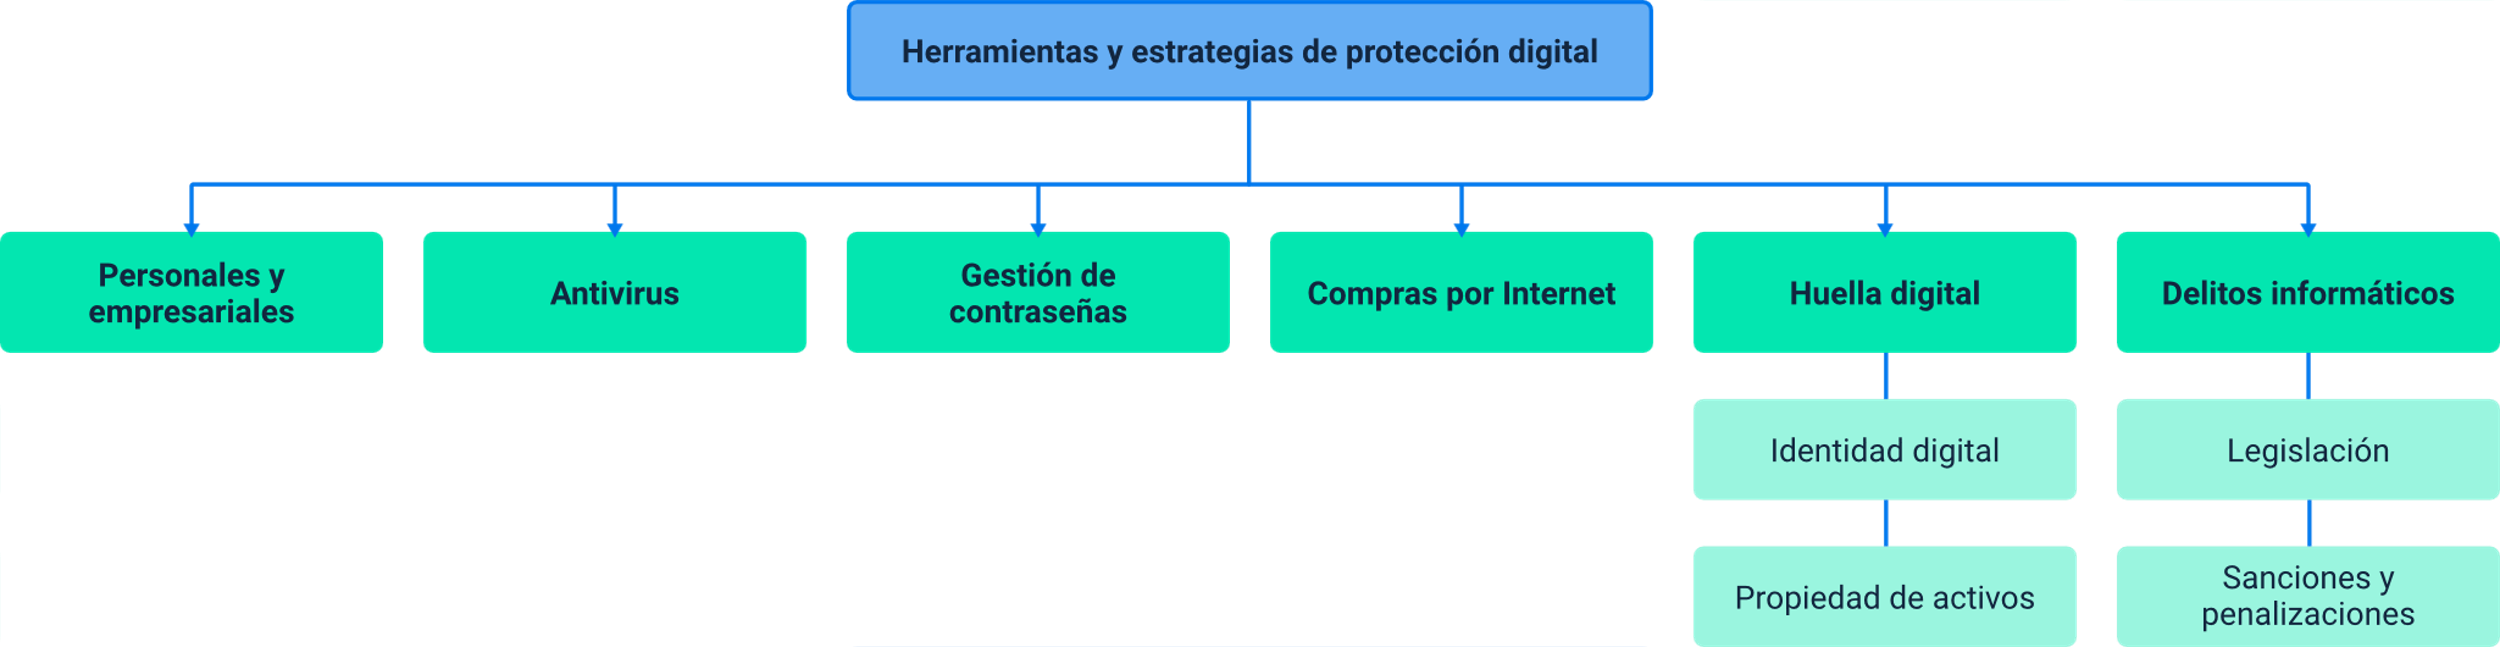 Herramientas y estrategias de protección digital
Personales y
empresariales
Antivirus
Gestión de
contraseñas
Compras por Internet
Huella digital
Delitos informáticos
Identidad digital
Legislación
Propiedad de activos
Sanciones y
penalizaciones